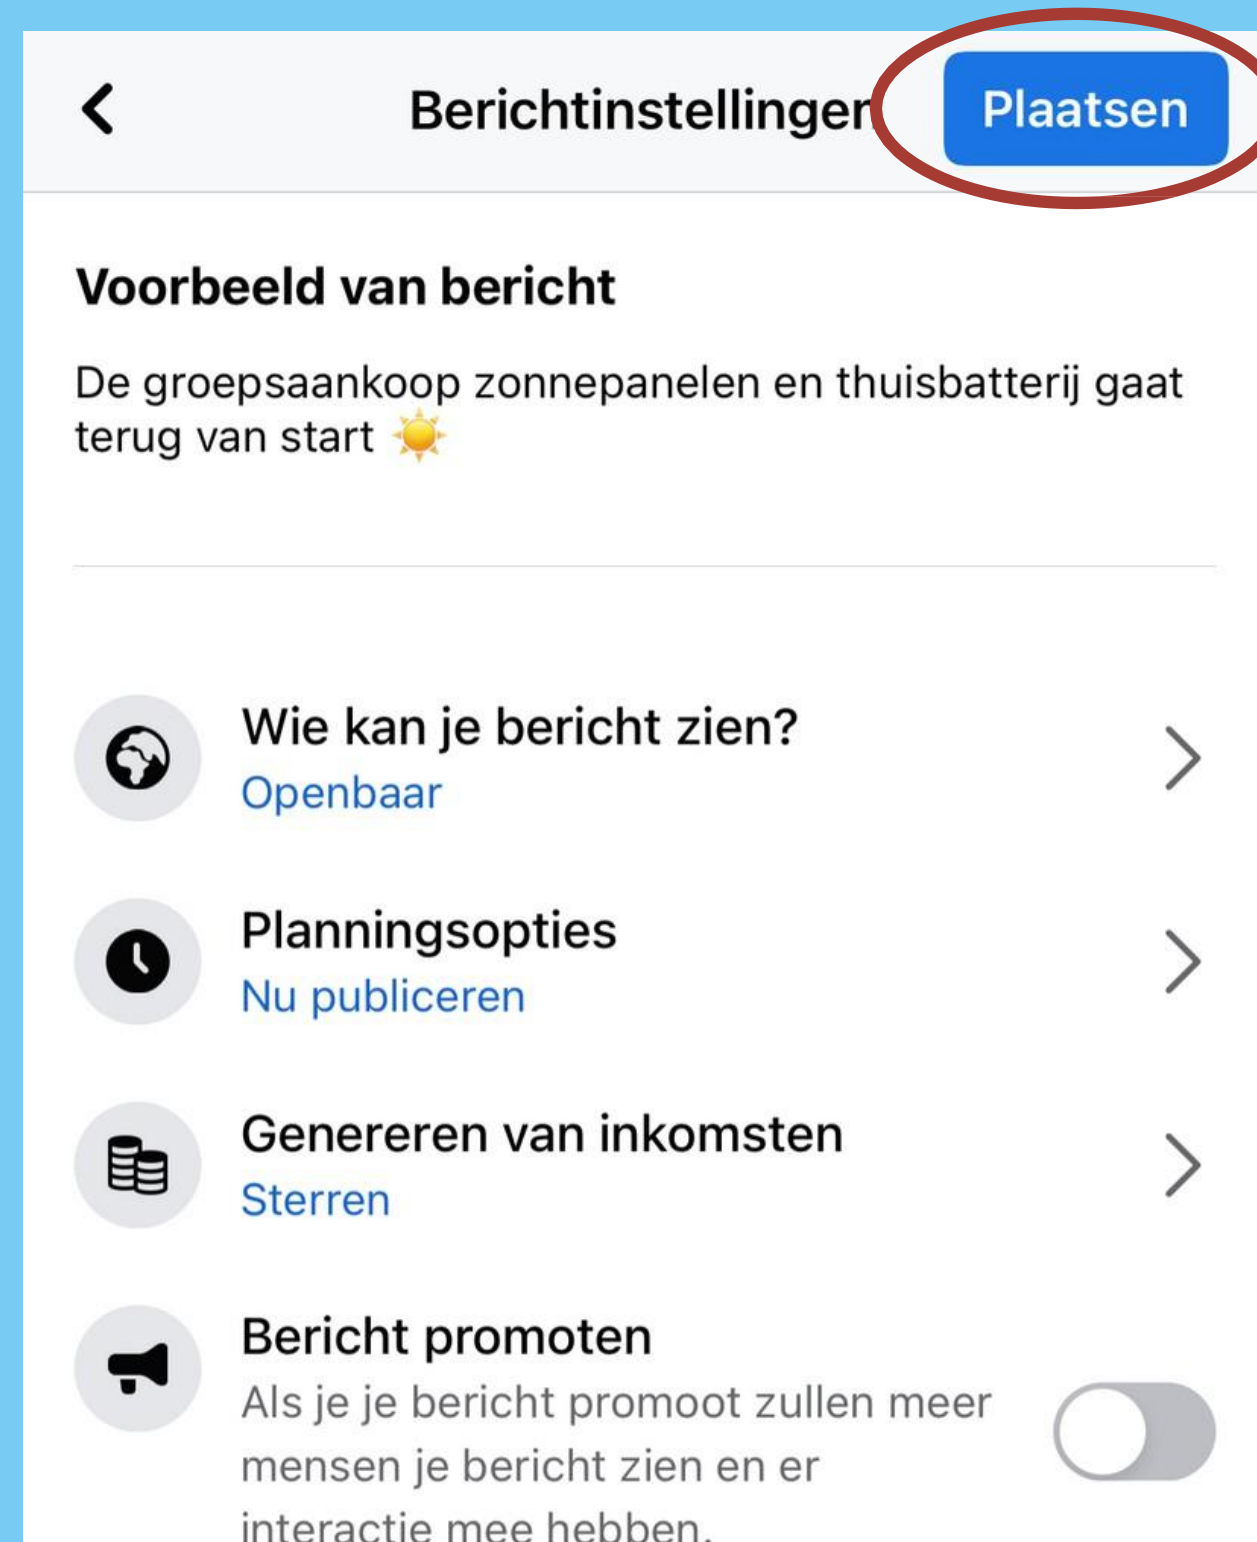 Berichtinstellingen
Plaatsen
Voorbeeld van bericht
De groepsaankoop zonnepanelen en thuisbatterij gaat
terug van start ☀️
Wie kan je bericht zien?
Openbaar
Planningsopties
Nu publiceren
Genereren van inkomsten
Sterren
Bericht promoten
Als je je bericht promoot zullen meer
mensen je bericht zien en er
interactie mee hebben.